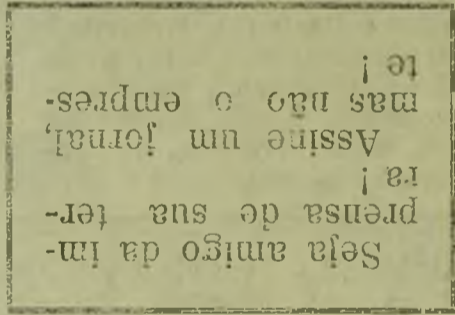 Seja amigo da im-
prensa de sua ter-
ra !
Assine um jornal,
mas não o empres-
te !